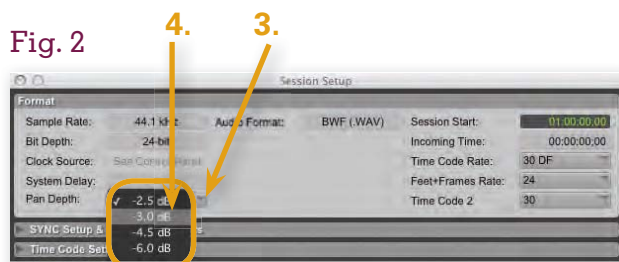 Fig. 2
4.
3.
Session Setup
Format
Sample Rate: 44.1 kHz Audio Format: BWF (.WAV) Session Start: 01:00:00;00
Bit Depth: 24-bit Incoming Time: 00:00:00;00
Clock Source: See Control Panel Time Code Rate: 30 DF
System Delay: Feet+Frames Rate: 24
Pan Depth: ✓ -2.5 dB Time Code 2 30
-3.0 dB
SYNC Setup & -4.5 dB
Time Code Set -6.0 dB